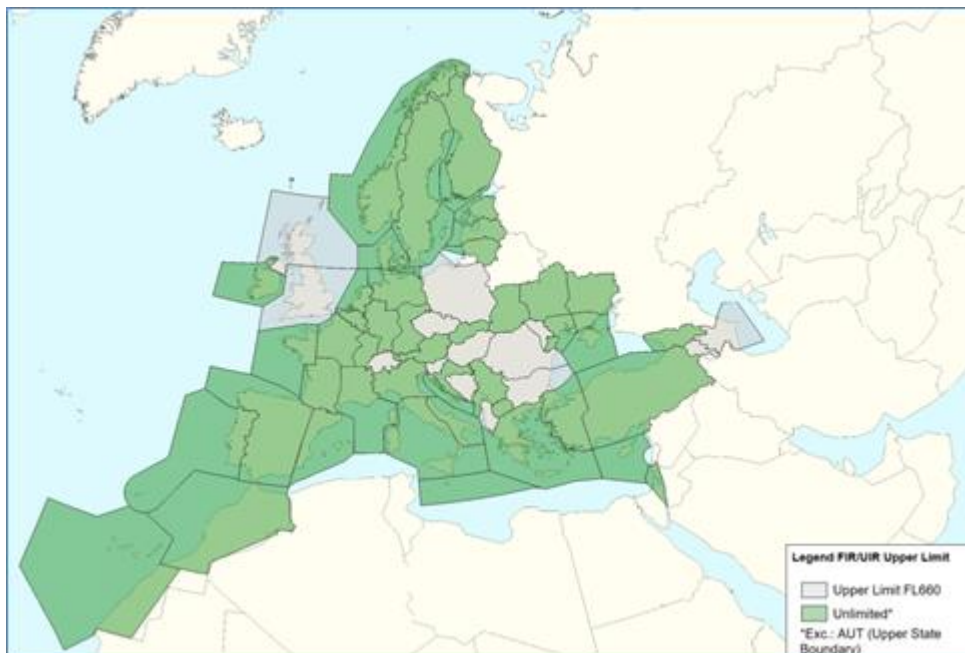 Legend FIR/UIR Upper Limit
Upper Limit FL660
Unlimited*
*Exc.: AUT (Upper State
Boundary)